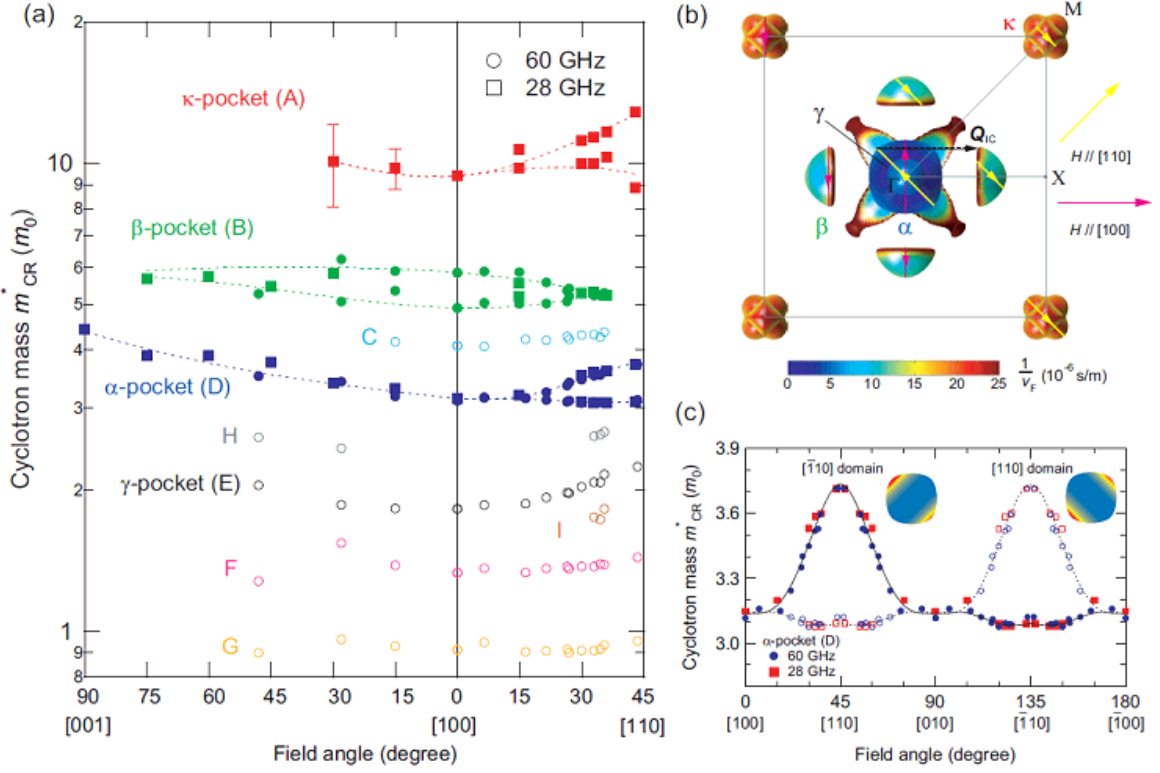 (a)
2
10
9
8
7
6
5
4
3
2
1
9
8
Cyclotron mass m*CR (m0)
60 GHz
28 GHz
κ-pocket (A)
β-pocket (B)
C
α-pocket (D)
H
γ-pocket (E)
I
F
G
90 75 60 45 30 15 0 15 30 45
[001] [100] [110]
Field angle (degree)
(b)
κ M
γ
QIC
Γ X
β α
H // [110]
H // [100]
0 5 10 15 20 25
1/vF (10⁻⁶ s/m)
(c)
3.9
3.6
3.3
3.0
Cyclotron mass m*CR (m0)
[1̄10] domain [110] domain
α-pocket (D)
60 GHz
28 GHz
0 45 90 135 180
[100] [110] [010] [1̄10] [1̄00]
Field angle (degree)